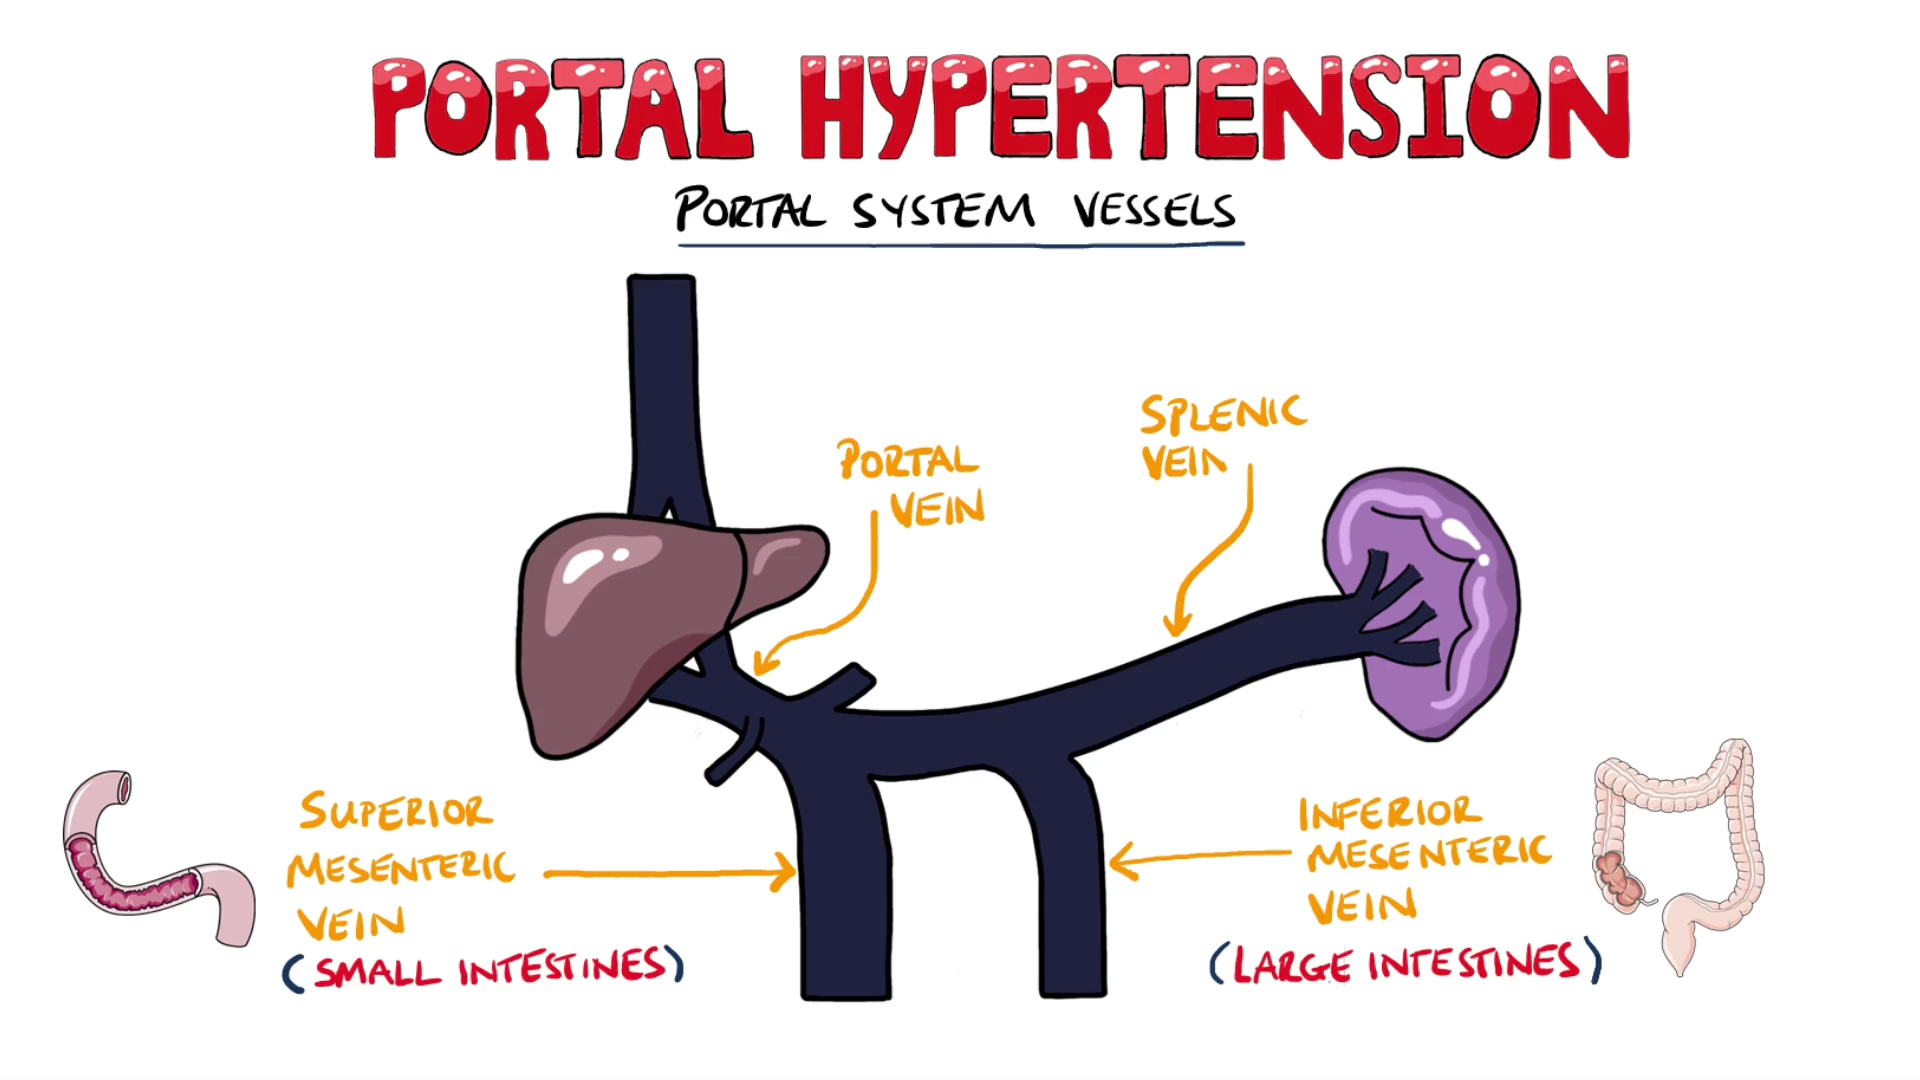 PORTAL HYPERTENSION
PORTAL SYSTEM VESSELS
PORTAL
VEIN
SPLENIC
VEIN
SUPERIOR
MESENTERIC
VEIN
(SMALL INTESTINES)
INFERIOR
MESENTERIC
VEIN
(LARGE INTESTINES)